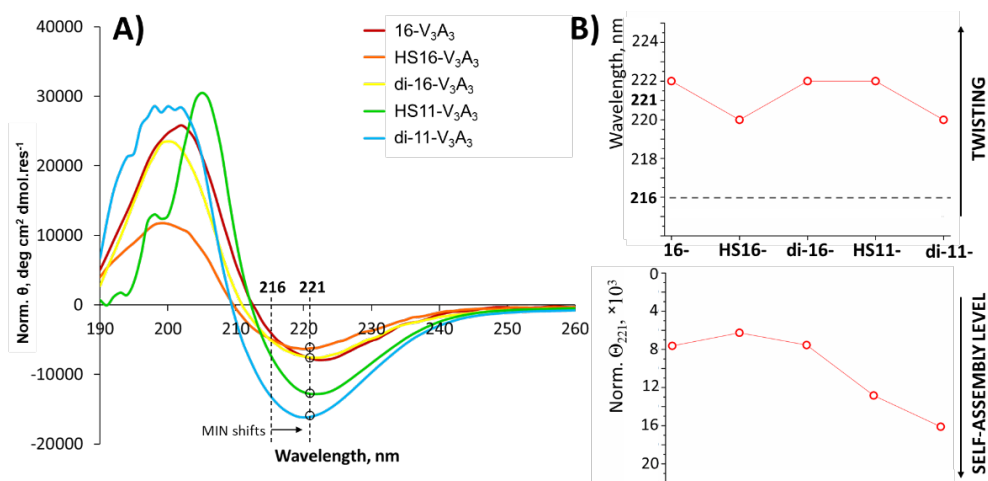 A)
Norm. θ, deg cm² dmol.res⁻¹
40000
30000
20000
10000
0
-10000
-20000
190
200
210
220
230
240
250
260
16-V₃A₃
HS16-V₃A₃
di-16-V₃A₃
HS11-V₃A₃
di-11-V₃A₃
216
221
MIN shifts
Wavelength, nm
B)
Wavelength, nm
224
222
221
220
218
216
16-
HS16-
di-16-
HS11-
di-11-
TWISTING
Norm. Θ₂₂₁, ×10³
0
4
8
12
16
20
SELF-ASSEMBLY LEVEL